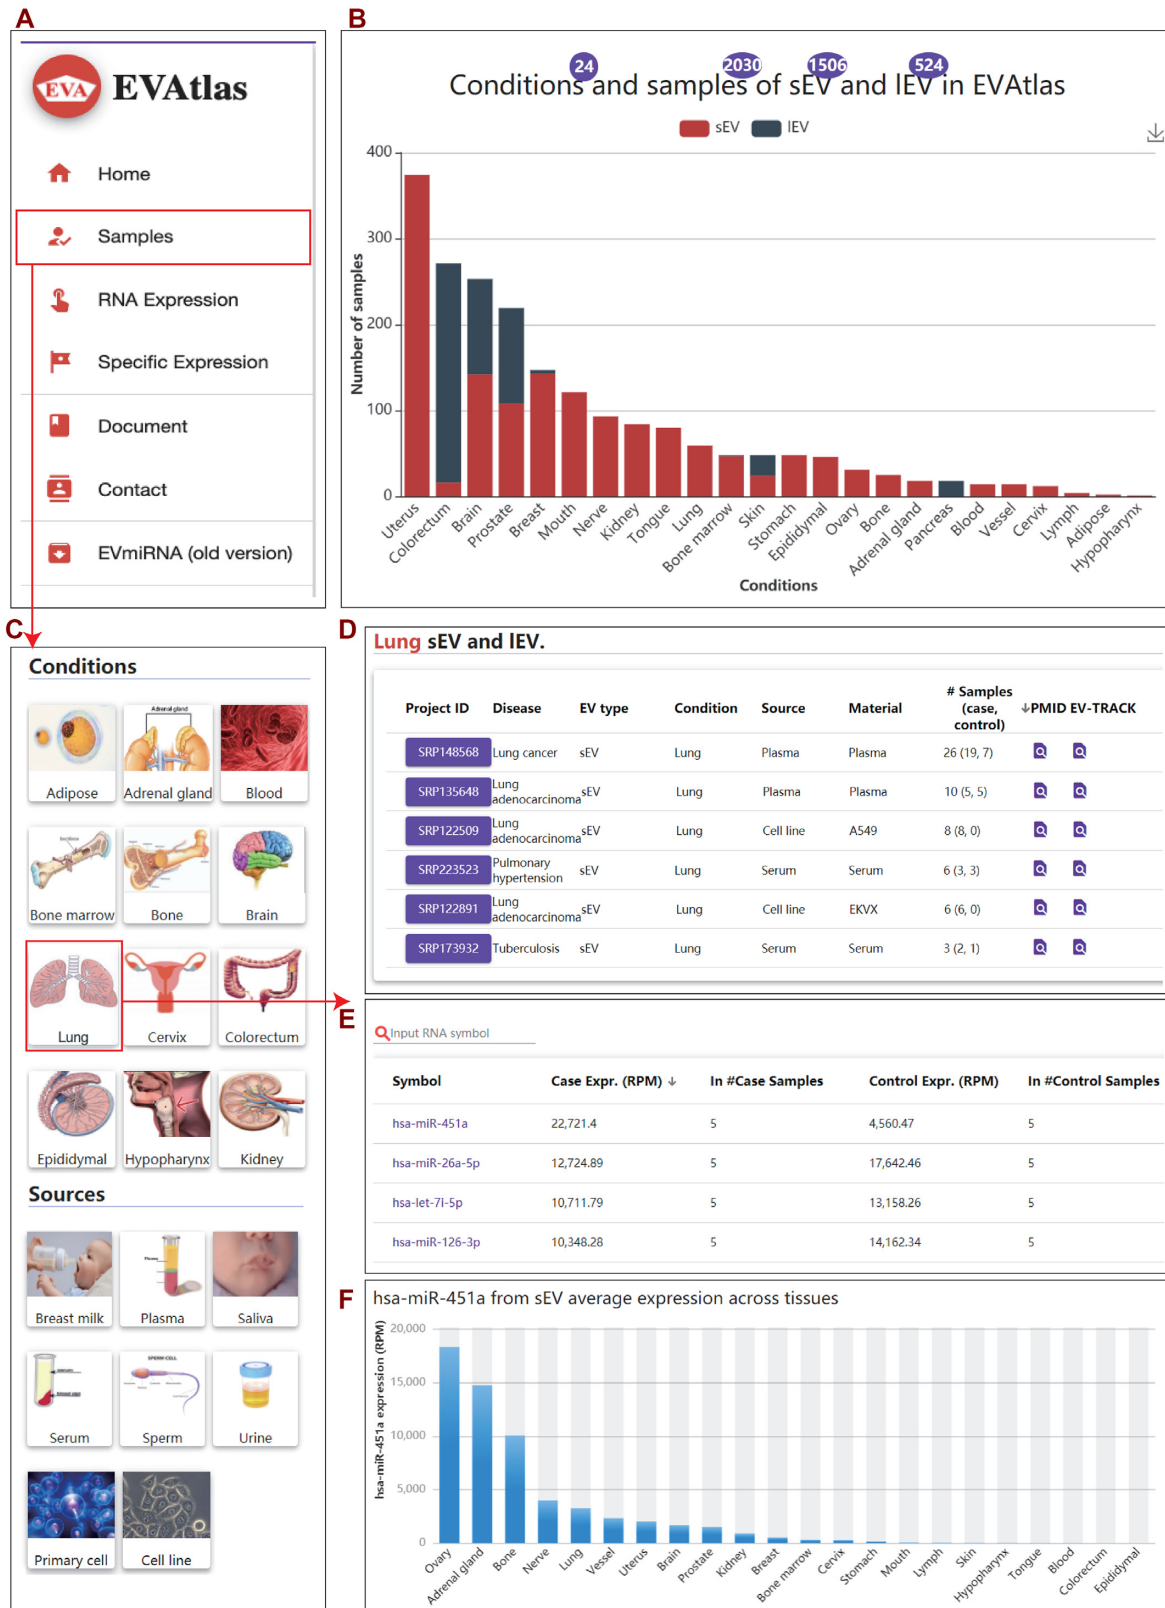 A
EVA EVAtlas
Home
Samples
RNA Expression
Specific Expression
Document
Contact
EVmiRNA (old version)
B
24 2030 1506 524
Conditions and samples of sEV and lEV in EVAtlas
sEV lEV
Number of samples
400
300
200
100
0
Uterus
Colorectum
Brain
Prostate
Breast
Mouth
Nerve
Kidney
Tongue
Lung
Bone marrow
Skin
Stomach
Epididymal
Ovary
Bone
Adrenal gland
Pancreas
Blood
Vessel
Cervix
Lymph
Adipose
Hypopharynx
Conditions
C
Conditions
Adrenal gland
Adipose Adrenal gland Blood
Bone marrow Bone Brain
Lung Cervix Colorectum
Epididymal Hypopharynx Kidney
Sources
Breast milk Plasma Saliva
SPERM CELL
Serum Sperm Urine
Primary cell Cell line
D
Lung sEV and lEV.
Project ID Disease EV type Condition Source Material # Samples (case, control) ↓PMID EV-TRACK
SRP148568 Lung cancer sEV Lung Plasma Plasma 26 (19, 7)
SRP135648 Lung adenocarcinoma sEV Lung Plasma Plasma 10 (5, 5)
SRP122509 Lung adenocarcinoma sEV Lung Cell line A549 8 (8, 0)
SRP223523 Pulmonary hypertension sEV Lung Serum Serum 6 (3, 3)
SRP122891 Lung adenocarcinoma sEV Lung Cell line EKVX 6 (6, 0)
SRP173932 Tuberculosis sEV Lung Serum Serum 3 (2, 1)
E
Input RNA symbol
Symbol Case Expr. (RPM) ↓ In #Case Samples Control Expr. (RPM) In #Control Samples
hsa-miR-451a 22,721.4 5 4,560.47 5
hsa-miR-26a-5p 12,724.89 5 17,642.46 5
hsa-let-7i-5p 10,711.79 5 13,158.26 5
hsa-miR-126-3p 10,348.28 5 14,162.34 5
F
hsa-miR-451a from sEV average expression across tissues
hsa-miR-451a expression (RPM)
20,000
15,000
10,000
5,000
0
Ovary
Adrenal gland
Bone
Nerve
Lung
Vessel
Uterus
Brain
Prostate
Kidney
Breast
Bone marrow
Cervix
Stomach
Mouth
Lymph
Skin
Hypopharynx
Tongue
Blood
Colorectum
Epididymal